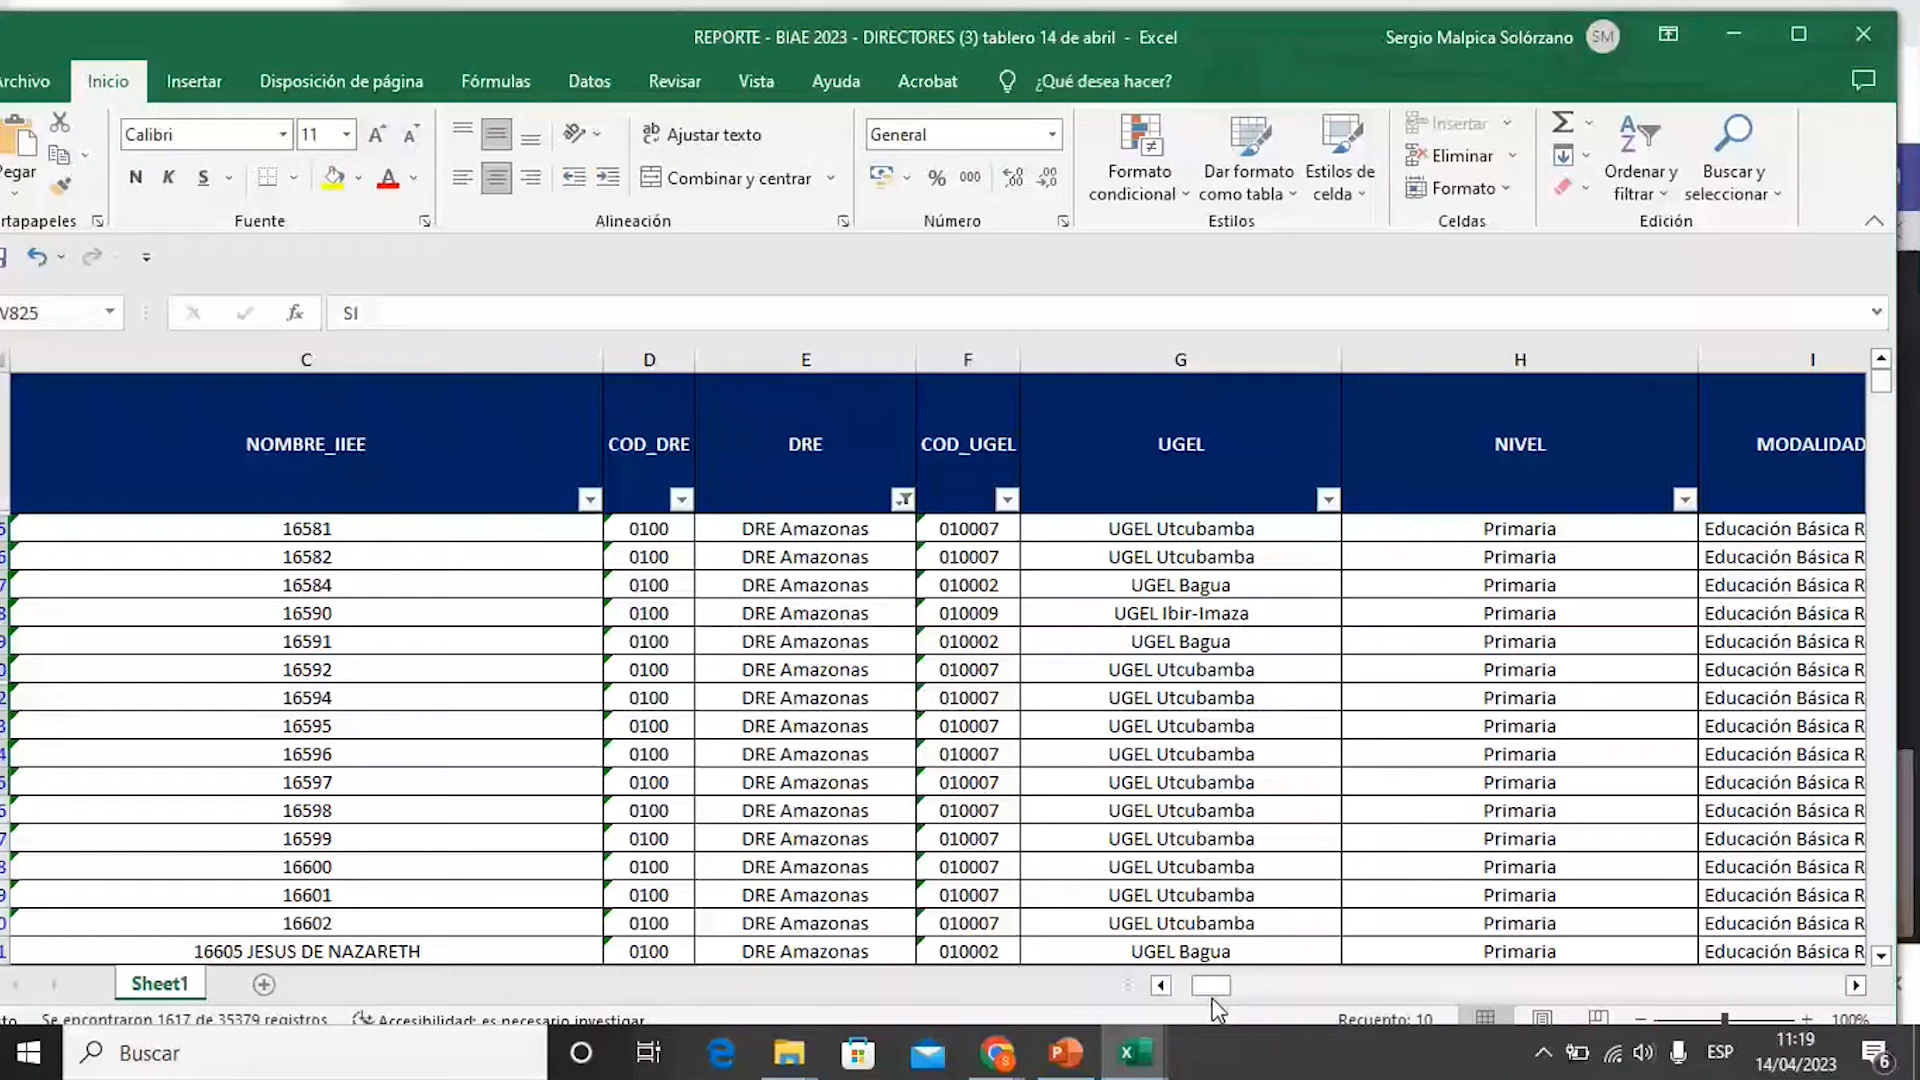 REPORTE - BIAE 2023 - DIRECTORES (3) tablero 14 de abril - Excel
Sergio Malpica Solórzano SM
Inicio Insertar Disposición de página Fórmulas Datos Revisar Vista Ayuda Acrobat ¿Qué desea hacer?
Calibri 11 Ajustar texto General
N K S Combinar y centrar % 000
Formato condicional Dar formato como tabla Estilos de celda
Insertar
Eliminar
Formato
Ordenar y filtrar Buscar y seleccionar
Fuente Alineación Número Estilos Celdas Edición
V825 fx SI
C D E F G H I
NOMBRE_IIEE COD_DRE DRE COD_UGEL UGEL NIVEL MODALIDAD
16581 0100 DRE Amazonas 010007 UGEL Utcubamba Primaria Educación Básica R
16582 0100 DRE Amazonas 010007 UGEL Utcubamba Primaria Educación Básica R
16584 0100 DRE Amazonas 010002 UGEL Bagua Primaria Educación Básica R
16590 0100 DRE Amazonas 010009 UGEL Ibir-Imaza Primaria Educación Básica R
16591 0100 DRE Amazonas 010002 UGEL Bagua Primaria Educación Básica R
16592 0100 DRE Amazonas 010007 UGEL Utcubamba Primaria Educación Básica R
16594 0100 DRE Amazonas 010007 UGEL Utcubamba Primaria Educación Básica R
16595 0100 DRE Amazonas 010007 UGEL Utcubamba Primaria Educación Básica R
16596 0100 DRE Amazonas 010007 UGEL Utcubamba Primaria Educación Básica R
16597 0100 DRE Amazonas 010007 UGEL Utcubamba Primaria Educación Básica R
16598 0100 DRE Amazonas 010007 UGEL Utcubamba Primaria Educación Básica R
16599 0100 DRE Amazonas 010007 UGEL Utcubamba Primaria Educación Básica R
16600 0100 DRE Amazonas 010007 UGEL Utcubamba Primaria Educación Básica R
16601 0100 DRE Amazonas 010007 UGEL Utcubamba Primaria Educación Básica R
16602 0100 DRE Amazonas 010007 UGEL Utcubamba Primaria Educación Básica R
16605 JESUS DE NAZARETH 0100 DRE Amazonas 010002 UGEL Bagua Primaria Educación Básica R
Sheet1
Se encontraron 1617 de 35379 registros Accesibilidad: es necesario investigar Recuento: 10 100%
Buscar ESP 11:19
14/04/2023 6